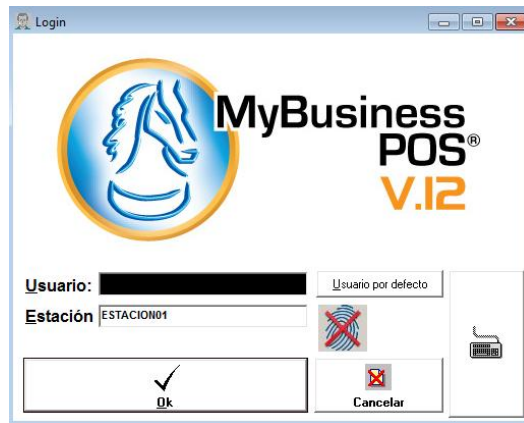 Login
MyBusiness
POS®
V.12
Usuario:
Usuario por defecto
Estación
ESTACION01
Ok
Cancelar